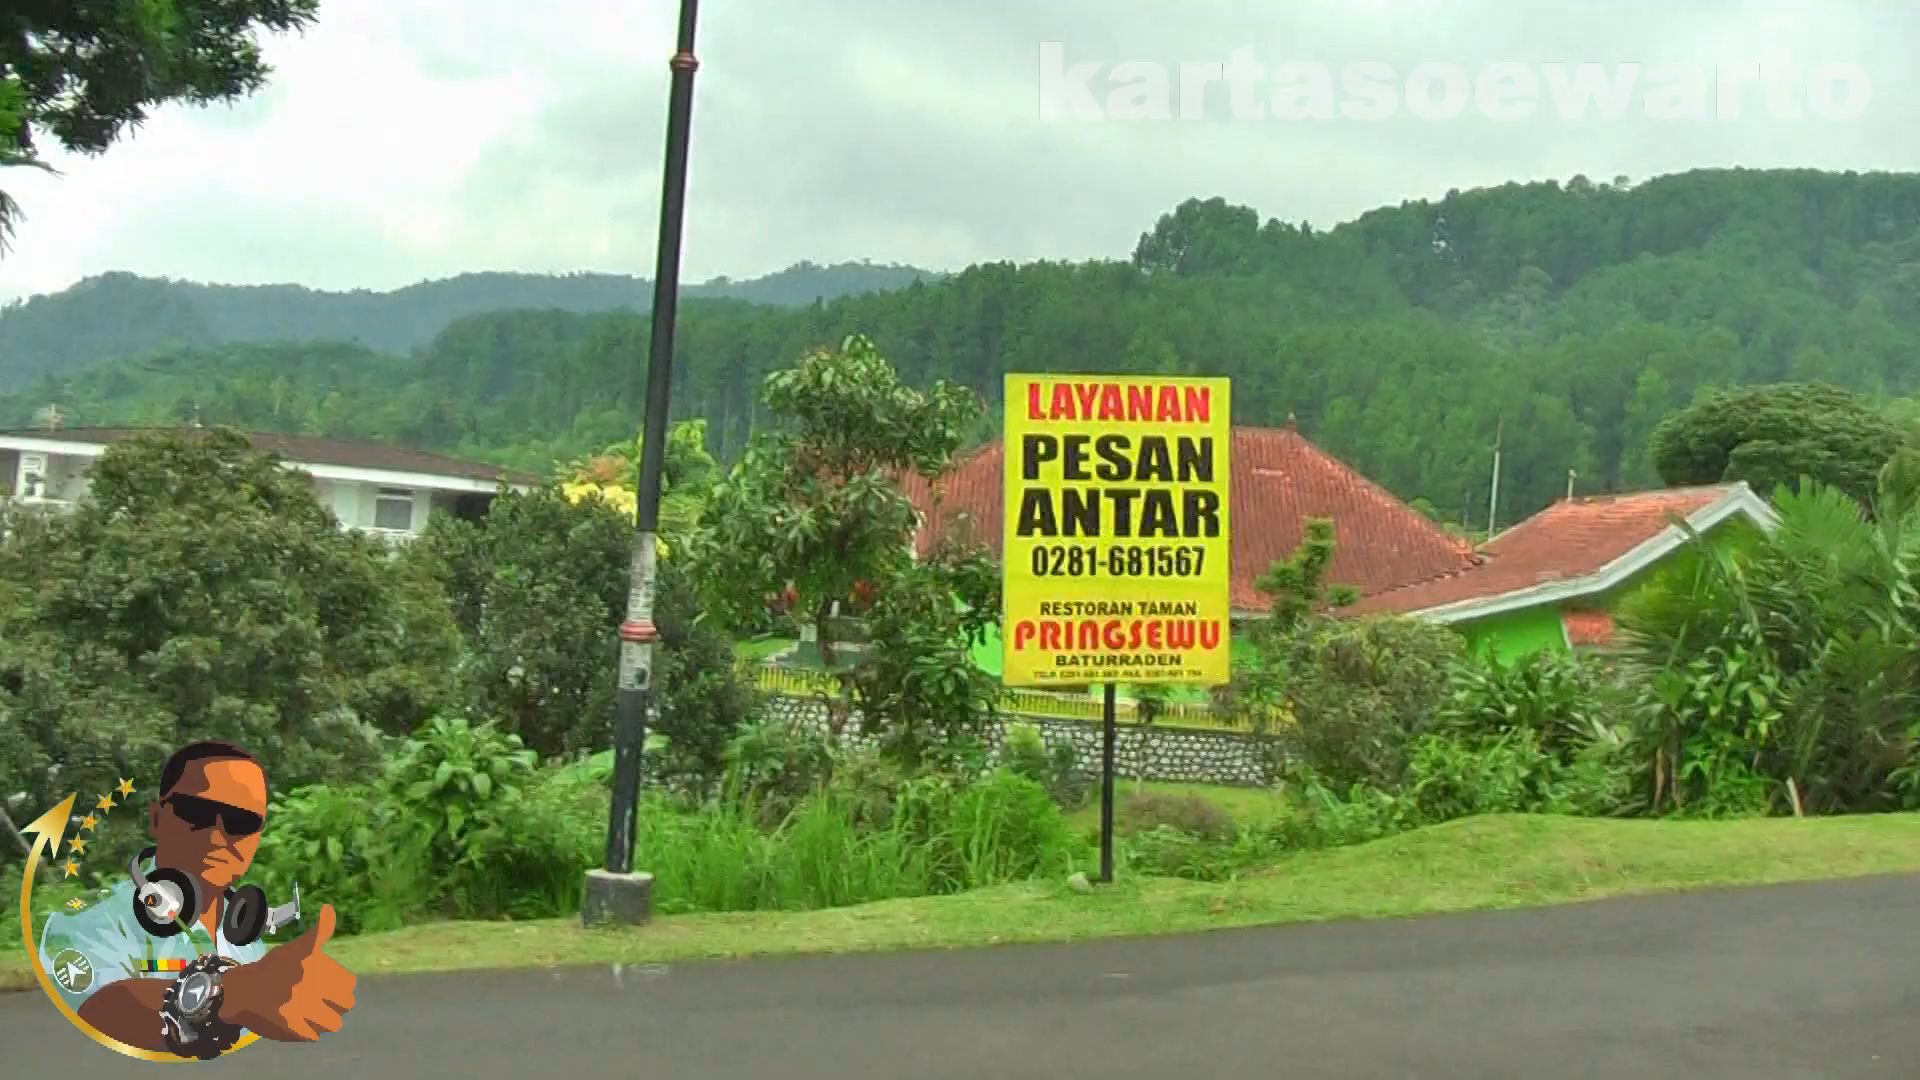 kartasoewarto
LAYANAN
PESAN
ANTAR
0281-681567
RESTORAN TAMAN
PRINGSEWU
BATURRADEN